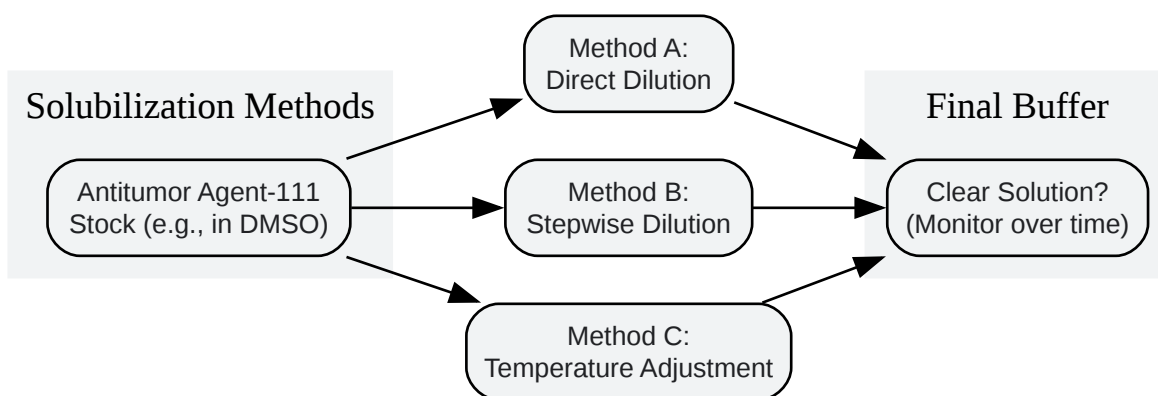 Solubilization Methods
Antitumor Agent-111
Stock (e.g., in DMSO)
Method A:
Direct Dilution
Method B:
Stepwise Dilution
Method C:
Temperature Adjustment
Final Buffer
Clear Solution?
(Monitor over time)